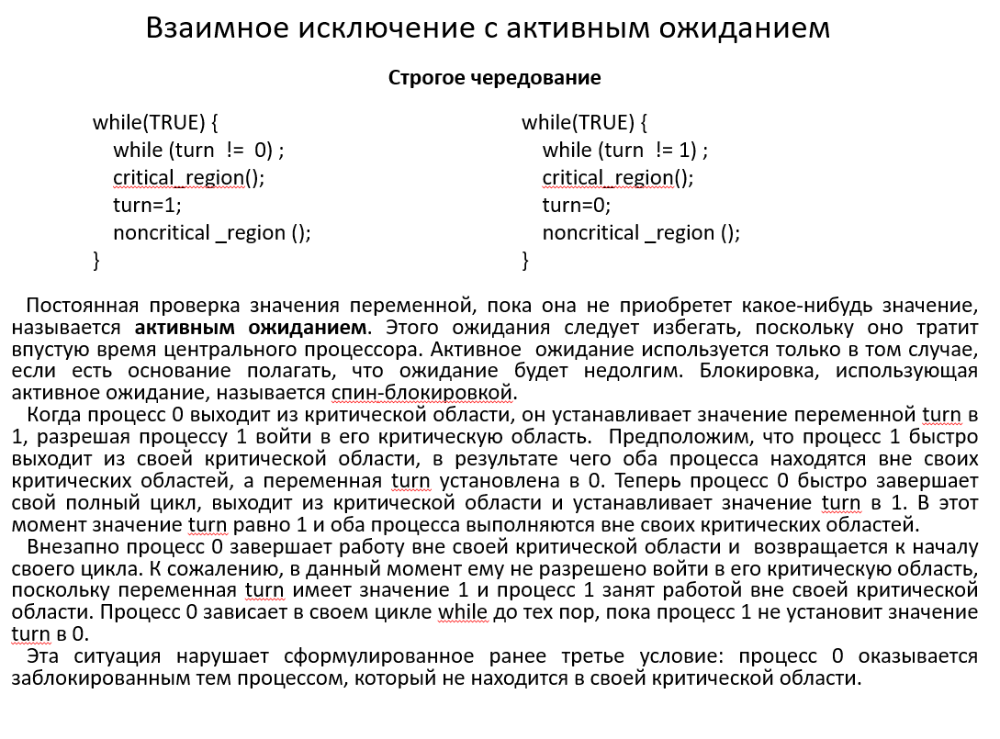 Взаимное исключение с активным ожиданием
Строгое чередование
while(TRUE) {
while (turn != 0) ;
critical_region();
turn=1;
noncritical _region ();
}
while(TRUE) {
while (turn != 1) ;
critical_region();
turn=0;
noncritical _region ();
}
Постоянная проверка значения переменной, пока она не приобретет какое-нибудь значение,
называется активным ожиданием. Этого ожидания следует избегать, поскольку оно тратит
впустую время центрального процессора. Активное ожидание используется только в том случае,
если есть основание полагать, что ожидание будет недолгим. Блокировка, использующая
активное ожидание, называется спин-блокировкой.
Когда процесс 0 выходит из критической области, он устанавливает значение переменной turn в
1, разрешая процессу 1 войти в его критическую область. Предположим, что процесс 1 быстро
выходит из своей критической области, в результате чего оба процесса находятся вне своих
критических областей, а переменная turn установлена в 0. Теперь процесс 0 быстро завершает
свой полный цикл, выходит из критической области и устанавливает значение turn в 1. В этот
момент значение turn равно 1 и оба процесса выполняются вне своих критических областей.
Внезапно процесс 0 завершает работу вне своей критической области и возвращается к началу
своего цикла. К сожалению, в данный момент ему не разрешено войти в его критическую область,
поскольку переменная turn имеет значение 1 и процесс 1 занят работой вне своей критической
области. Процесс 0 зависает в своем цикле while до тех пор, пока процесс 1 не установит значение
turn в 0.
Эта ситуация нарушает сформулированное ранее третье условие: процесс 0 оказывается
заблокированным тем процессом, который не находится в своей критической области.